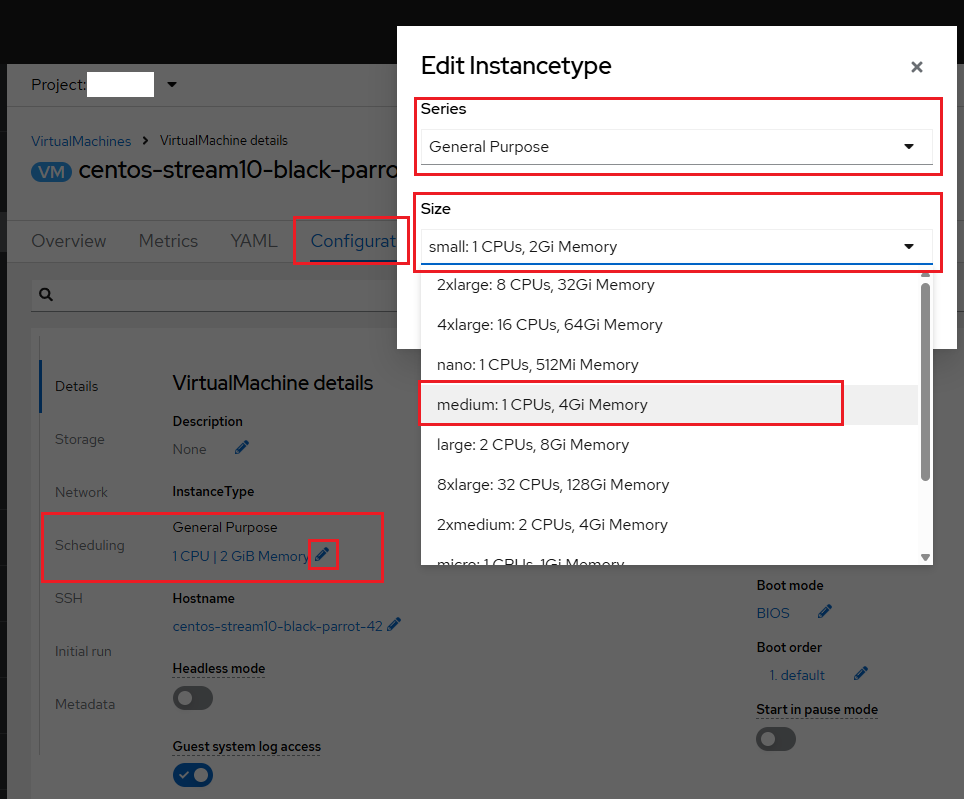 Project:
VirtualMachines > VirtualMachine details
VM centos-stream10-black-parro
Overview Metrics YAML Configurat
Details
Storage
Network
Scheduling
SSH
Initial run
Metadata
VirtualMachine details
Description
None
InstanceType
General Purpose
1 CPU | 2 GiB Memory
Hostname
centos-stream10-black-parrot-42
Headless mode
Guest system log access
Boot mode
BIOS
Boot order
1. default
Start in pause mode
Edit Instancetype
Series
General Purpose
Size
small: 1 CPUs, 2Gi Memory
2xlarge: 8 CPUs, 32Gi Memory
4xlarge: 16 CPUs, 64Gi Memory
nano: 1 CPUs, 512Mi Memory
medium: 1 CPUs, 4Gi Memory
large: 2 CPUs, 8Gi Memory
8xlarge: 32 CPUs, 128Gi Memory
2xmedium: 2 CPUs, 4Gi Memory
micro: 1 CPUs, 1Gi Memory